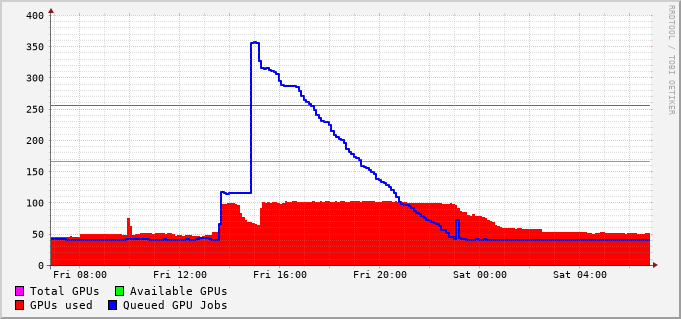 400
350
300
250
200
150
100
50
0
Fri 08:00 Fri 12:00 Fri 16:00 Fri 20:00 Sat 00:00 Sat 04:00
Total GPUs Available GPUs
GPUs used Queued GPU Jobs
RRDTOOL / TOBI OETIKER